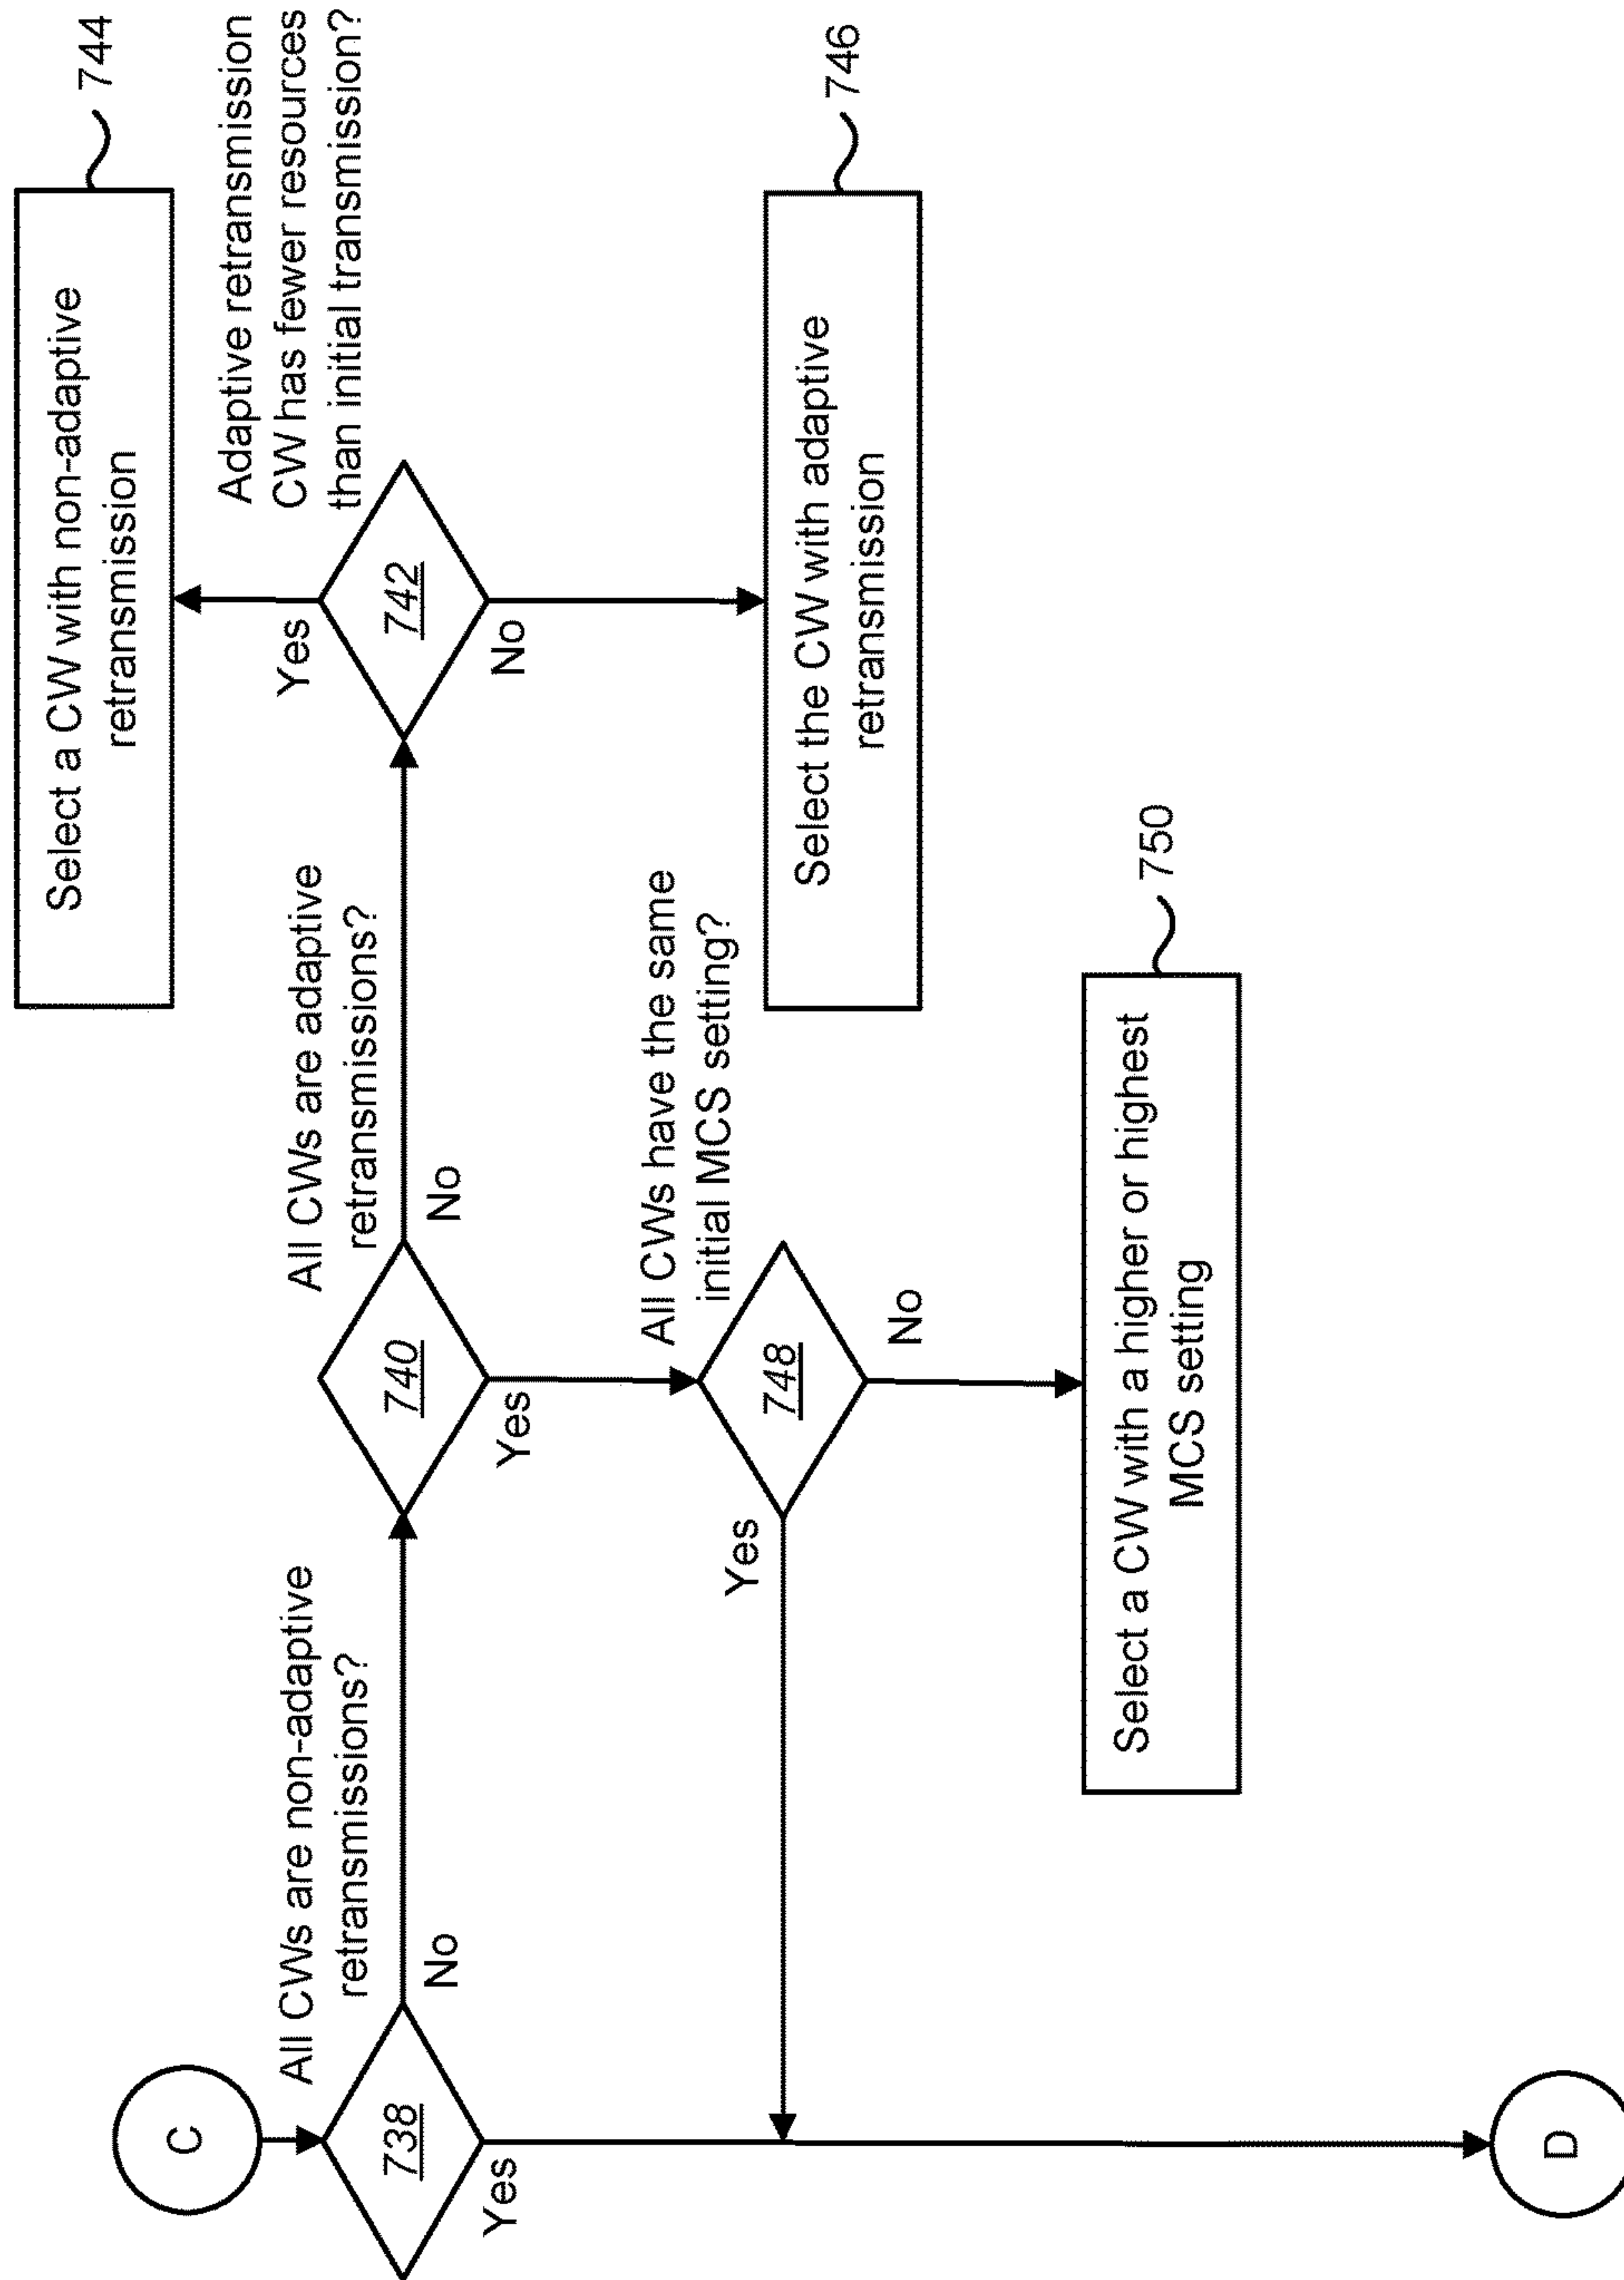 C
All CWs are non-adaptive
retransmissions?
738
No
Yes
All CWs are adaptive
retransmissions?
740
No
Yes
Adaptive retransmission
CW has fewer resources
than initial transmission?
742
Yes
No
Select a CW with non-adaptive
retransmission
744
Select the CW with adaptive
retransmission
746
All CWs have the same
initial MCS setting?
748
Yes
No
Select a CW with a higher or highest
MCS setting
750
D